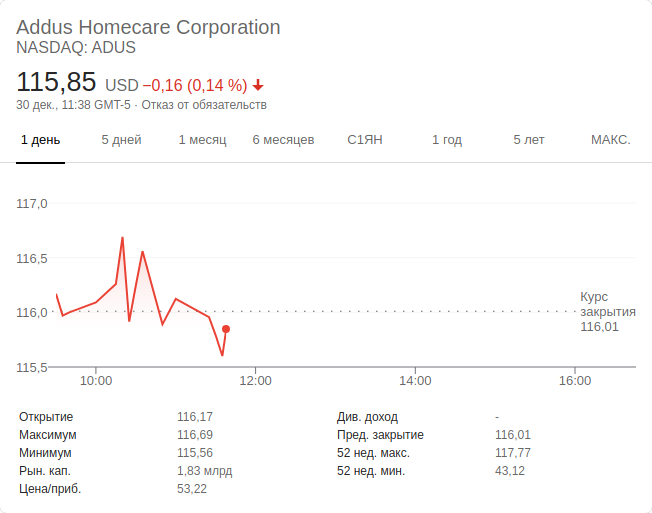 Addus Homecare Corporation
NASDAQ: ADUS
115,85 USD −0,16 (0,14 %)
30 дек., 11:38 GMT-5 · Отказ от обязательств
1 день 5 дней 1 месяц 6 месяцев С1ЯН 1 год 5 лет МАКС.
117,0
116,5
116,0
115,5
Курс
закрытия
116,01
10:00 12:00 14:00 16:00
Открытие 116,17 Див. доход -
Максимум 116,69 Пред. закрытие 116,01
Минимум 115,56 52 нед. макс. 117,77
Рын. кап. 1,83 млрд 52 нед. мин. 43,12
Цена/приб. 53,22